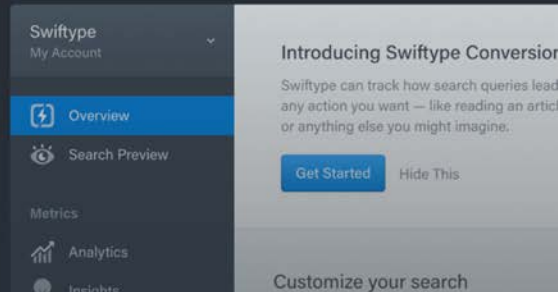 Swiftype
My Account
Overview
Search Preview
Metrics
Analytics
Insights
Introducing Swiftype Conversion
Swiftype can track how search queries lead
any action you want — like reading an artic
or anything else you might imagine.
Get Started
Hide This
Customize your search